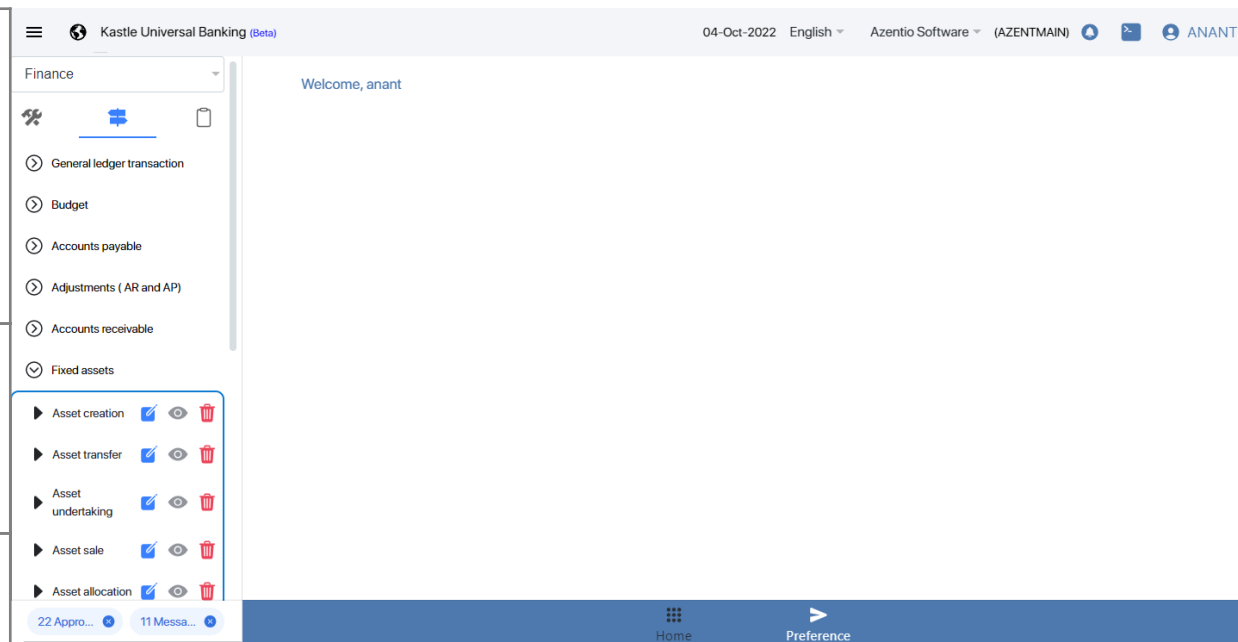 Kastle Universal Banking (Beta)
04-Oct-2022 English Azentio Software (AZENTMAIN) ANANT
Finance
Welcome, anant
General ledger transaction
Budget
Accounts payable
Adjustments ( AR and AP)
Accounts receivable
Fixed assets
Asset creation
Asset transfer
Asset
undertaking
Asset sale
Asset allocation
22 Appro... 11 Messa...
Home Preference